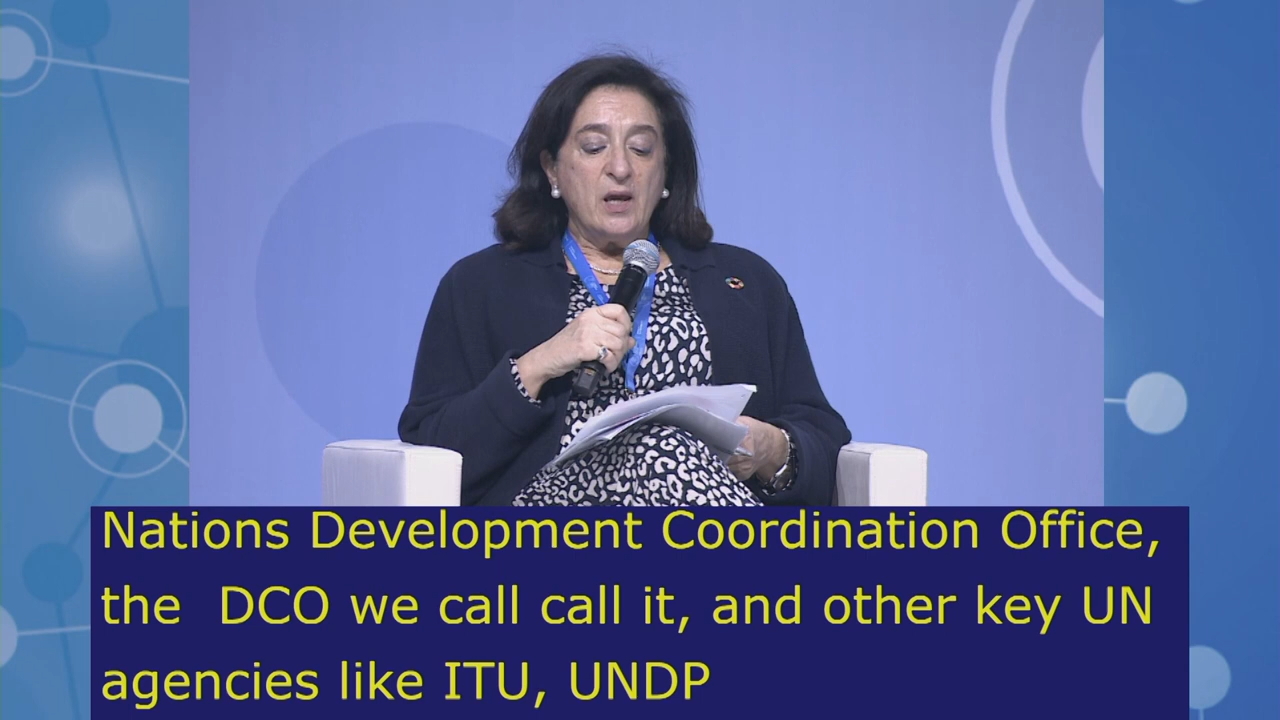 Nations Development Coordination Office,
the  DCO we call call it, and other key UN
agencies like ITU, UNDP